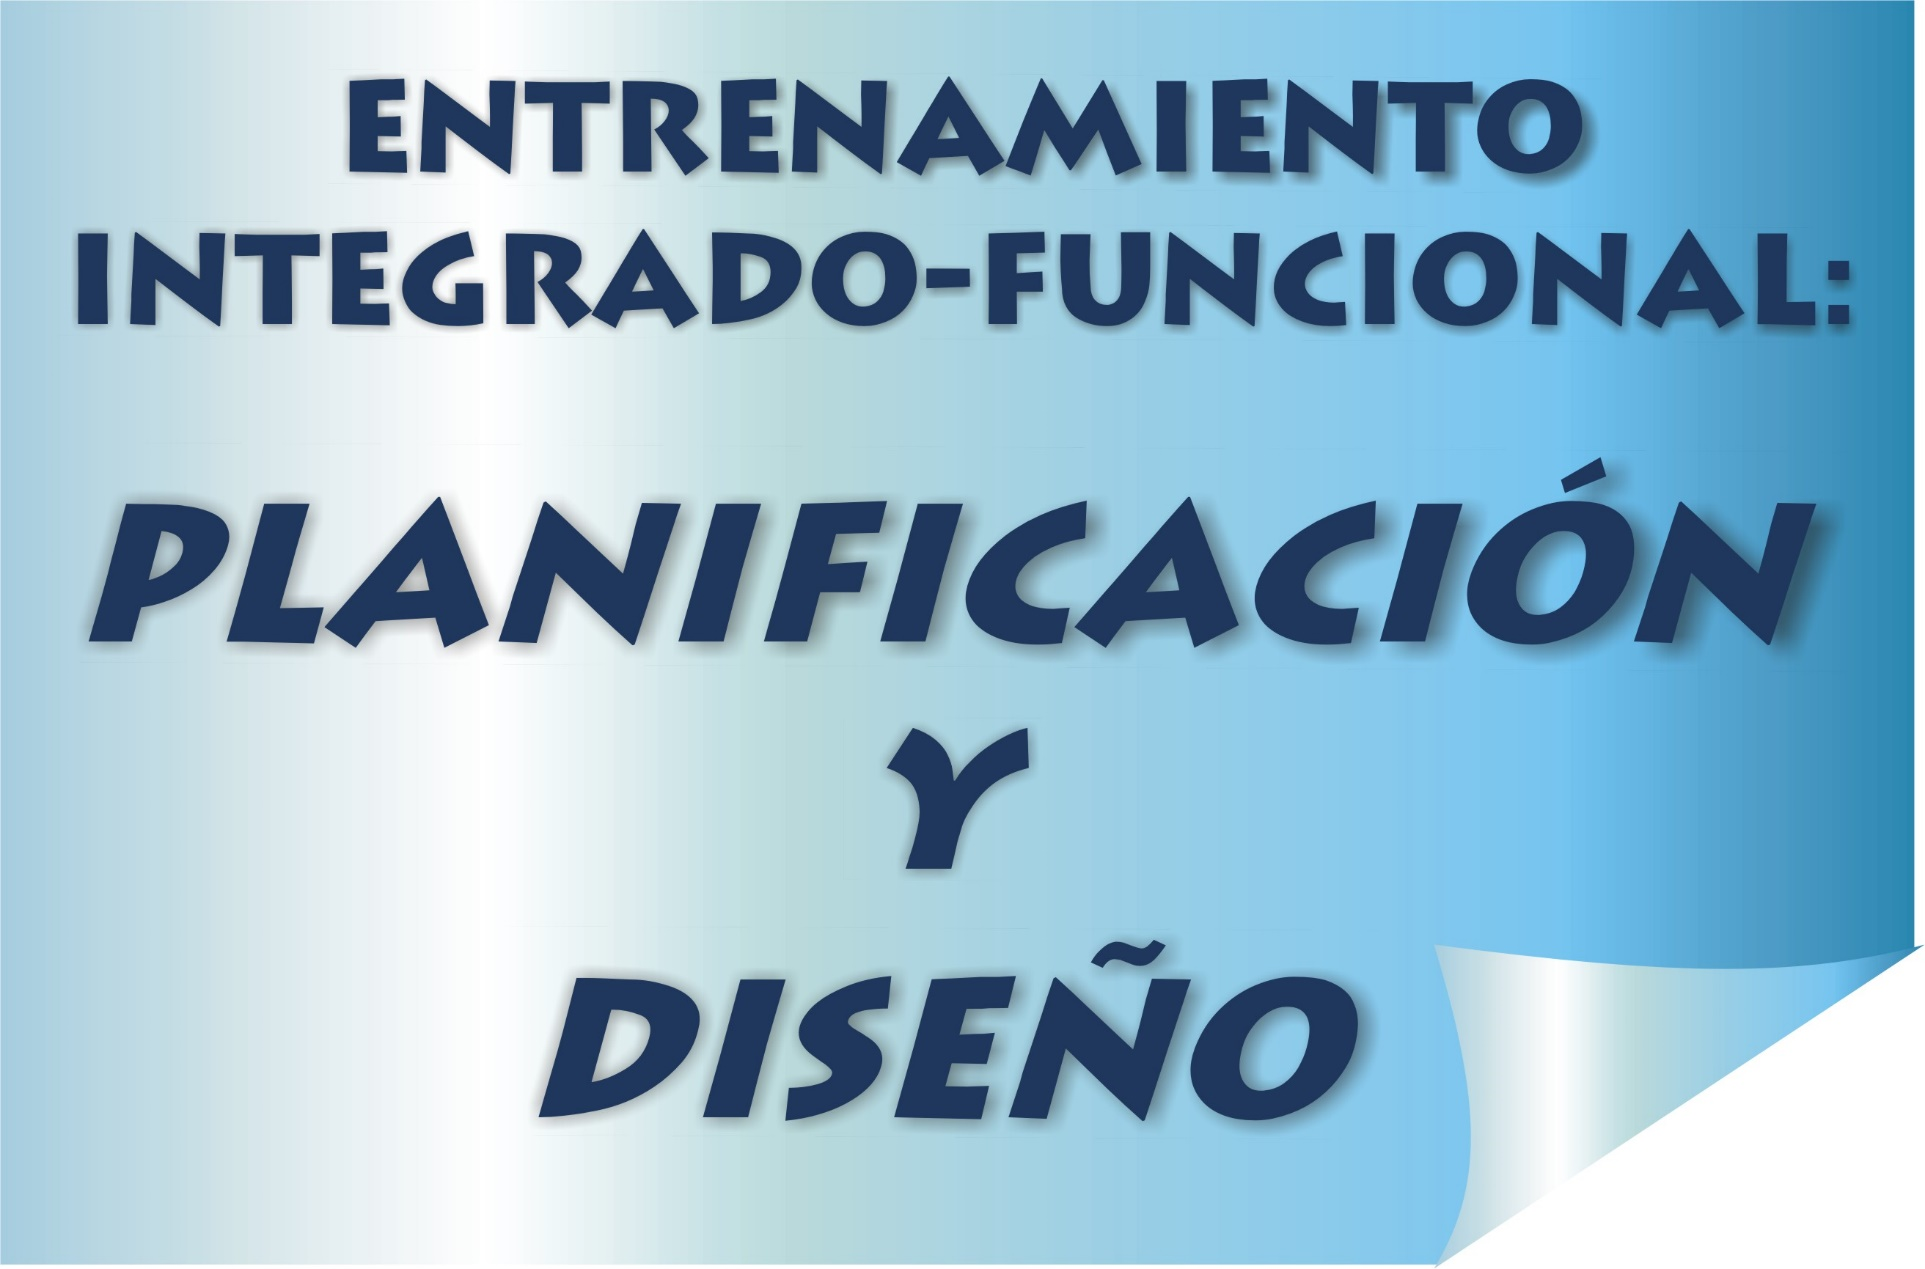 ENTRENAMIENTO
INTEGRADO-FUNCIONAL:
PLANIFICACIÓN
Y
DISEÑO